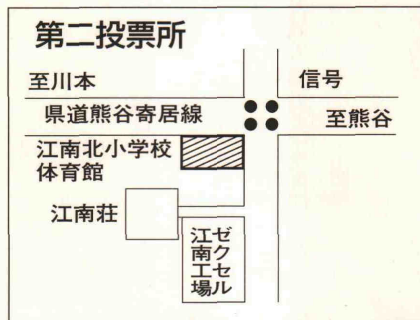 第二投票所
至川本
信号
県道熊谷寄居線
至熊谷
江南北小学校
体育館
江南荘
ゼクセル
江南工場